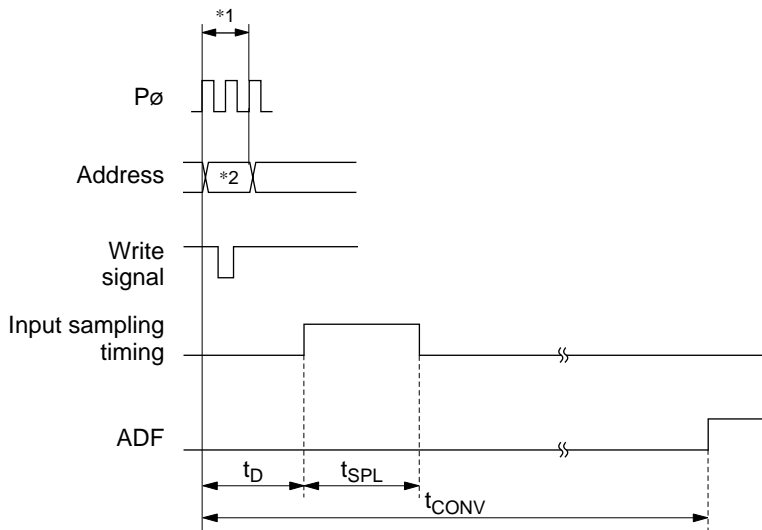 *1
Pø
Address
*2
Write
signal
Input sampling
timing
ADF
tD
tSPL
tCONV